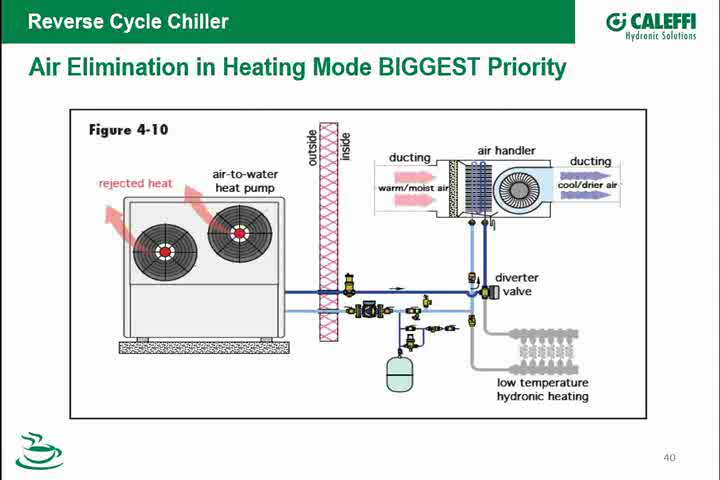 Reverse Cycle Chiller
CALEFFI
Hydronic Solutions
Air Elimination in Heating Mode BIGGEST Priority
Figure 4-10
rejected heat
air-to-water
heat pump
outside
inside
ducting
air handler
ducting
warm/moist air
cool/drier air
diverter
valve
low temperature
hydronic heating
40